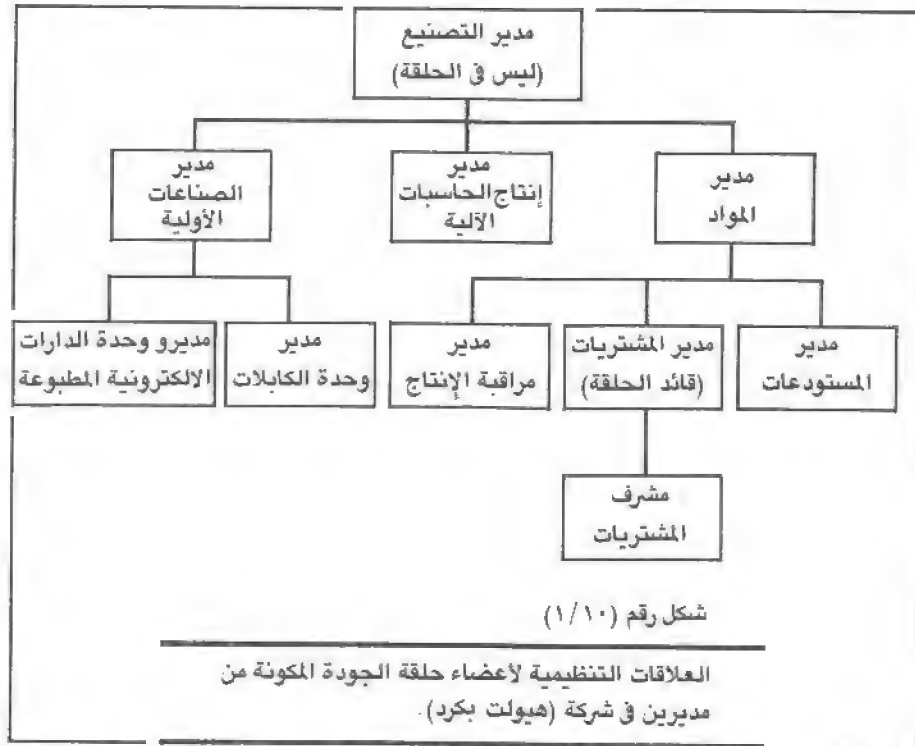 مدير التصنيع
(ليس في الحلقة)
مدير
المواد
مدير
إنتاج الحاسبات
الآلية
مدير
الصناعات
الأولية
مدير
المستودعات
مدير المشتريات
(قائد الحلقة)
مدير
مراقبة الإنتاج
مدير
وحدة الكابلات
مديرو وحدة الدارات
الالكترونية المطبوعة
مشرف
المشتريات
شكل رقم (١/١٠)
العلاقات التنظيمية لأعضاء حلقة الجودة المكونة من
مديرين في شركة (هيولت بكرد).